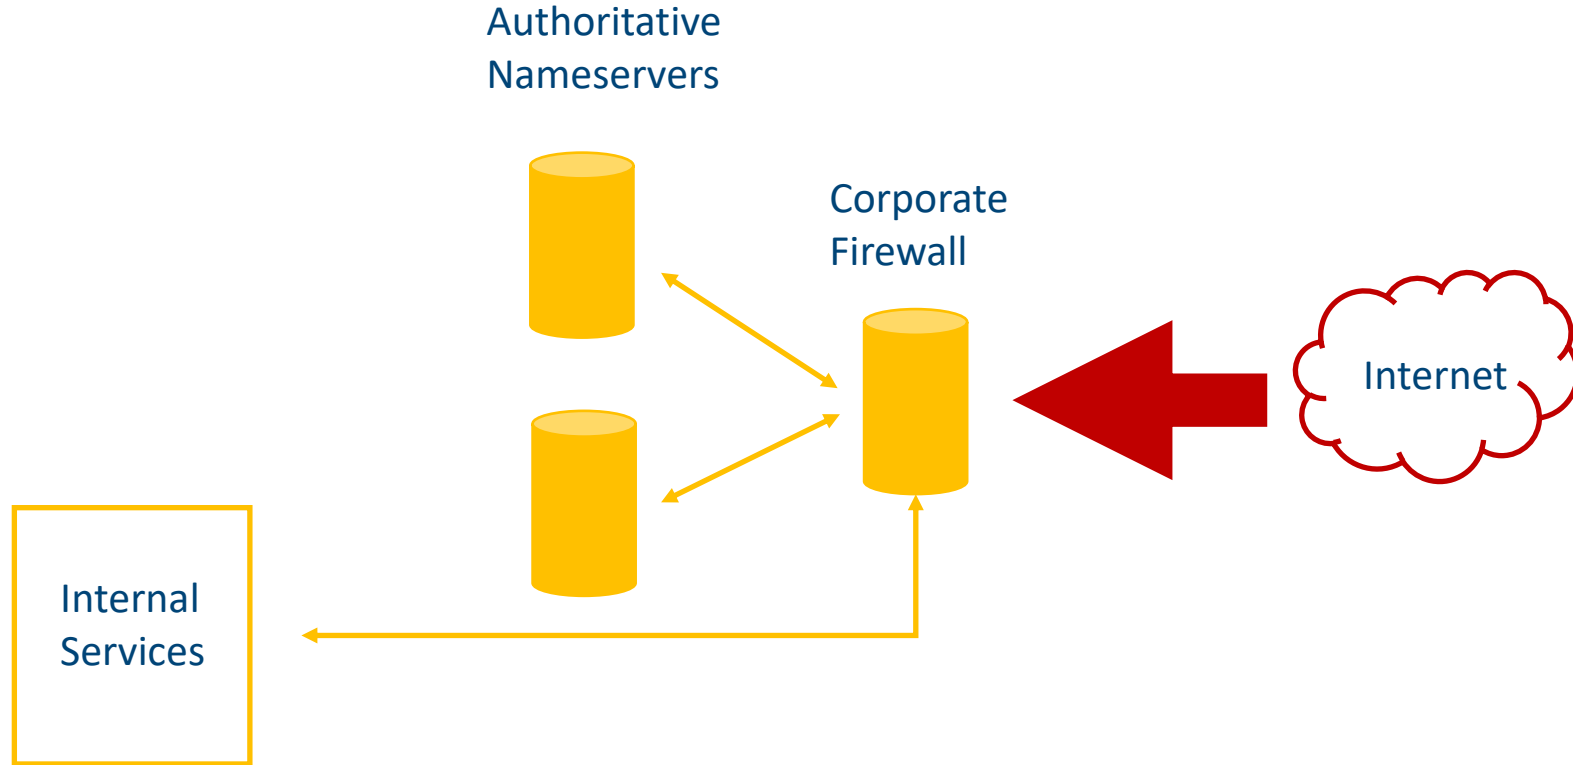 Authoritative
Nameservers
Corporate
Firewall
Internet
Internal
Services